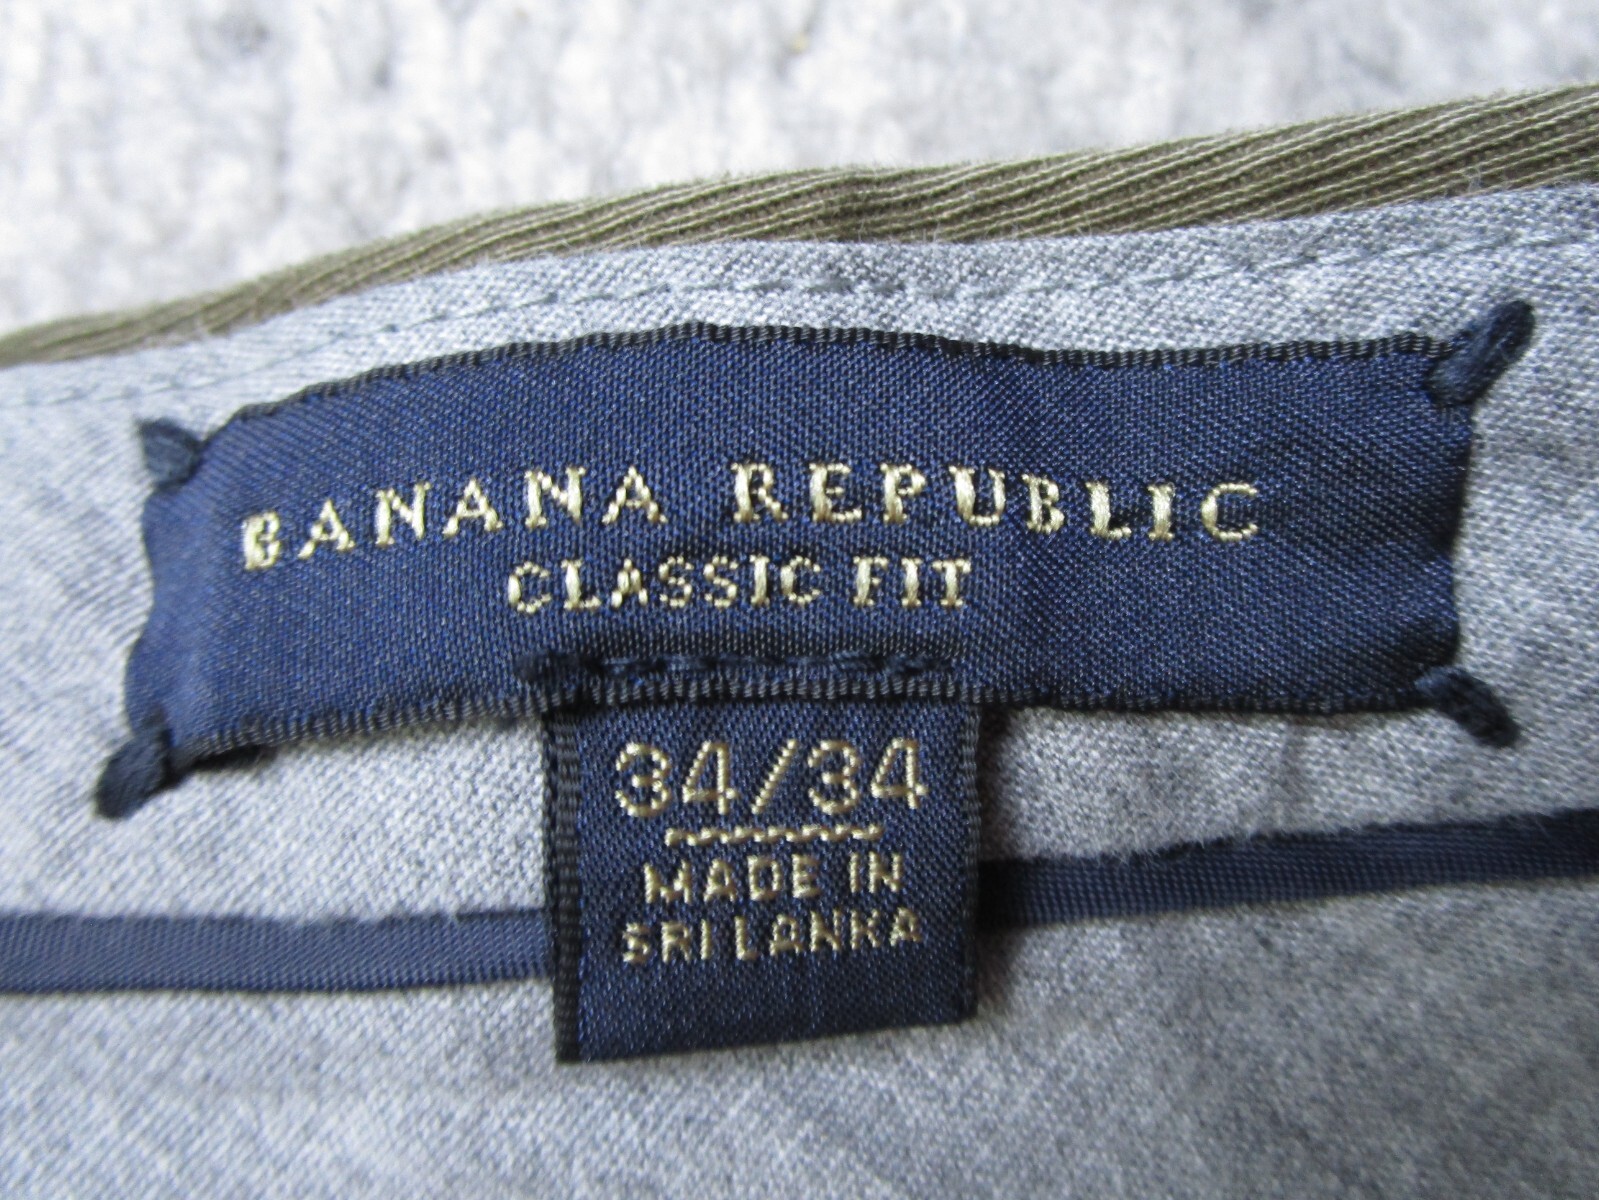 BANANA REPUBLIC
CLASSIC FIT
34/34
MADE IN
SRI LANKA